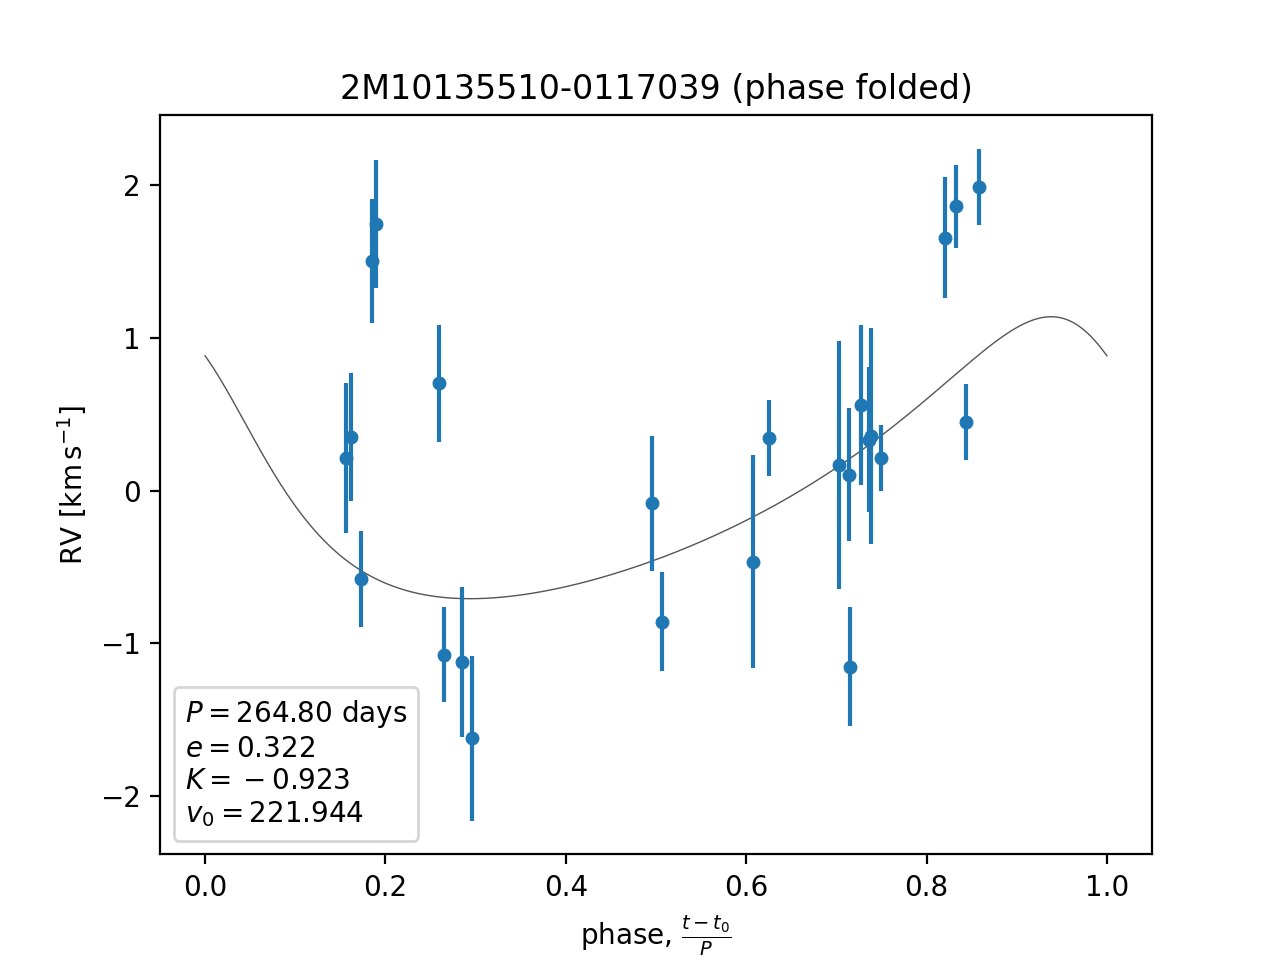 2M10135510-0117039 (phase folded)
RV [km s⁻¹]
2
1
0
−1
−2
P = 264.80 days
e = 0.322
K = −0.923
v₀ = 221.944
0.0 0.2 0.4 0.6 0.8 1.0
phase, (t − t₀)/P